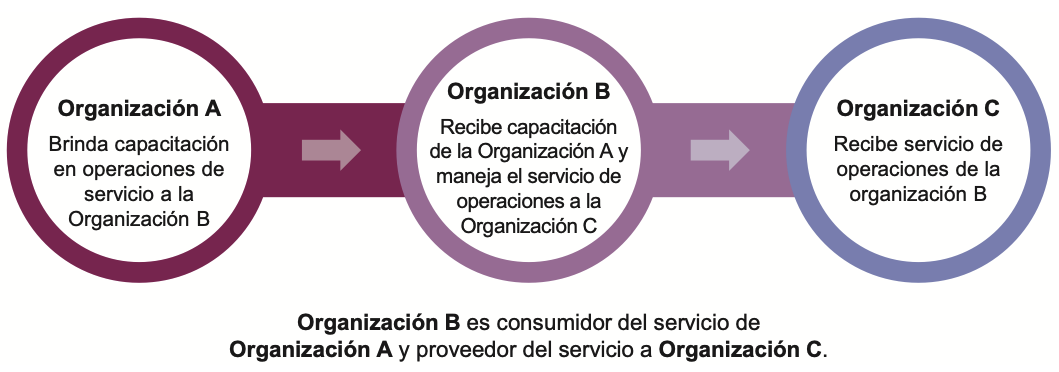 Organización A
Brinda capacitación
en operaciones de
servicio a la
Organización B
Organización B
Recibe capacitación
de la Organización A y
maneja el servicio de
operaciones a la
Organización C
Organización C
Recibe servicio de
operaciones de la
organización B
Organización B es consumidor del servicio de
Organización A y proveedor del servicio a Organización C.